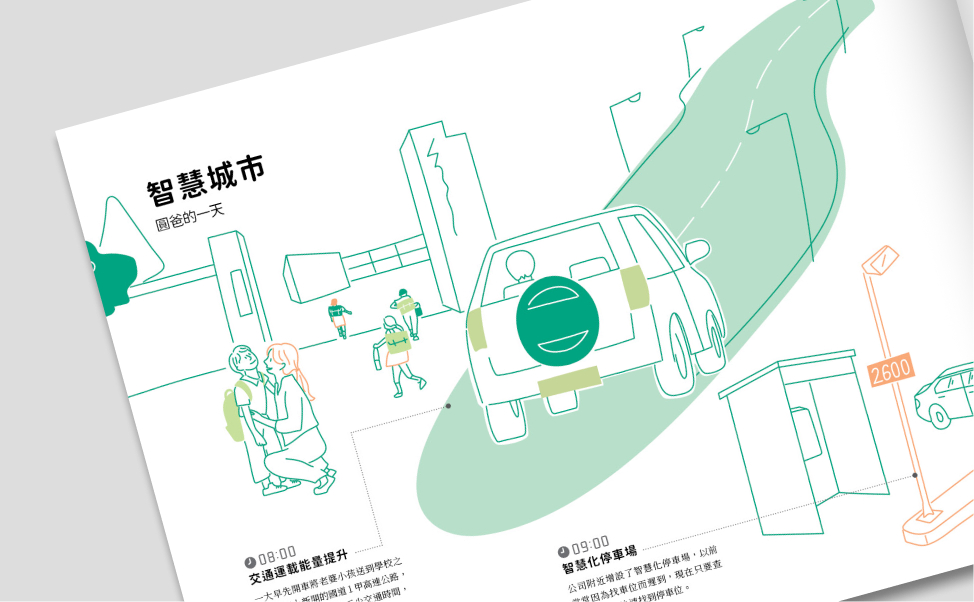 智慧城市
圓爸的一天
2600
08:00
交通運載能量提升
一大早先開車將老婆小孩送到學校之
新開的國道1甲高速公路，
少交通時間，
09:00
智慧化停車場
公司附近增設了智慧化停車場，以前
常常因為找車位而遲到，現在只要查
速找到停車位。